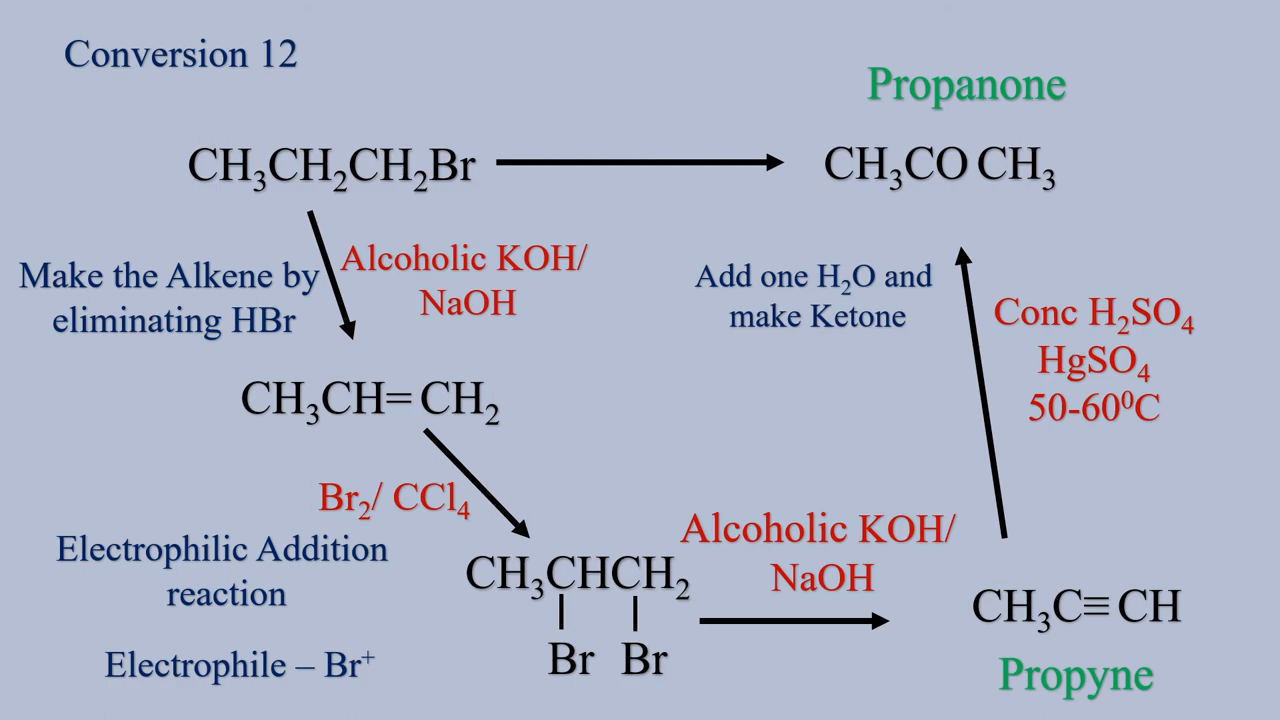 Conversion 12
Propanone
CH₃CH₂CH₂Br
CH₃CO CH₃
Make the Alkene by
eliminating HBr
Alcoholic KOH/
NaOH
Add one H₂O and
make Ketone
Conc H₂SO₄
HgSO₄
50-60⁰C
CH₃CH= CH₂
Br₂/ CCl₄
Electrophilic Addition
reaction
Electrophile – Br⁺
CH₃CHCH₂
Br Br
Alcoholic KOH/
NaOH
CH₃C≡ CH
Propyne